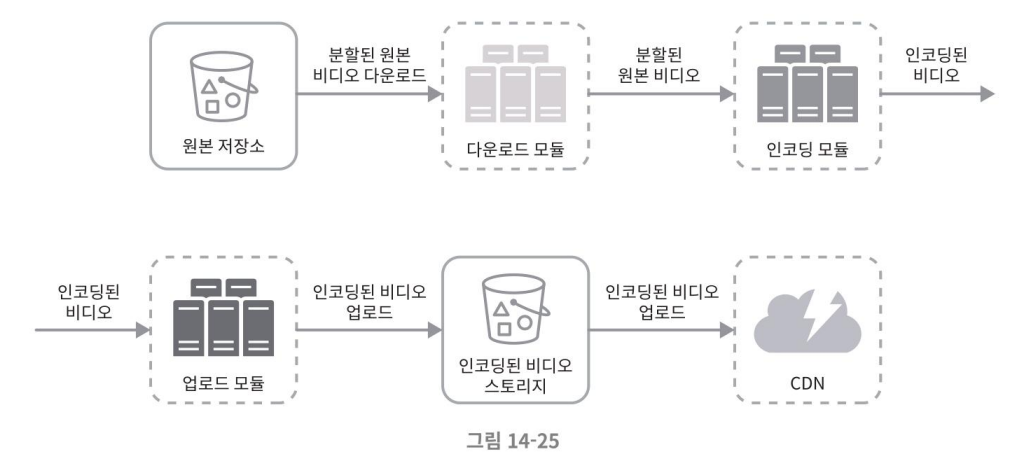 분할된 원본
비디오 다운로드
분할된
원본 비디오
인코딩된
비디오
원본 저장소
다운로드 모듈
인코딩 모듈
인코딩된
비디오
인코딩된 비디오
업로드
인코딩된 비디오
업로드
업로드 모듈
인코딩된 비디오
스토리지
CDN
그림 14-25